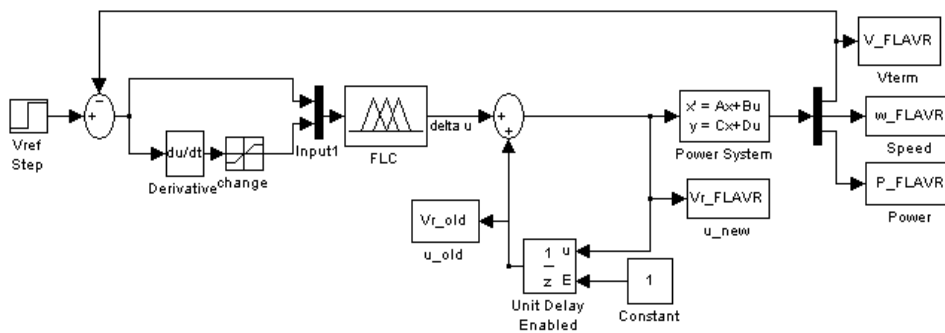 V_FLAVR
Vterm
Vref
Step
−
+
du/dt
Derivative
change
Input1
FLC
delta u
+
+
x' = Ax+Bu
y = Cx+Du
Power System
w_FLAVR
Speed
P_FLAVR
Power
Vr_FLAVR
u_new
Vr_old
u_old
1
z
u
E
Unit Delay
Enabled
1
Constant